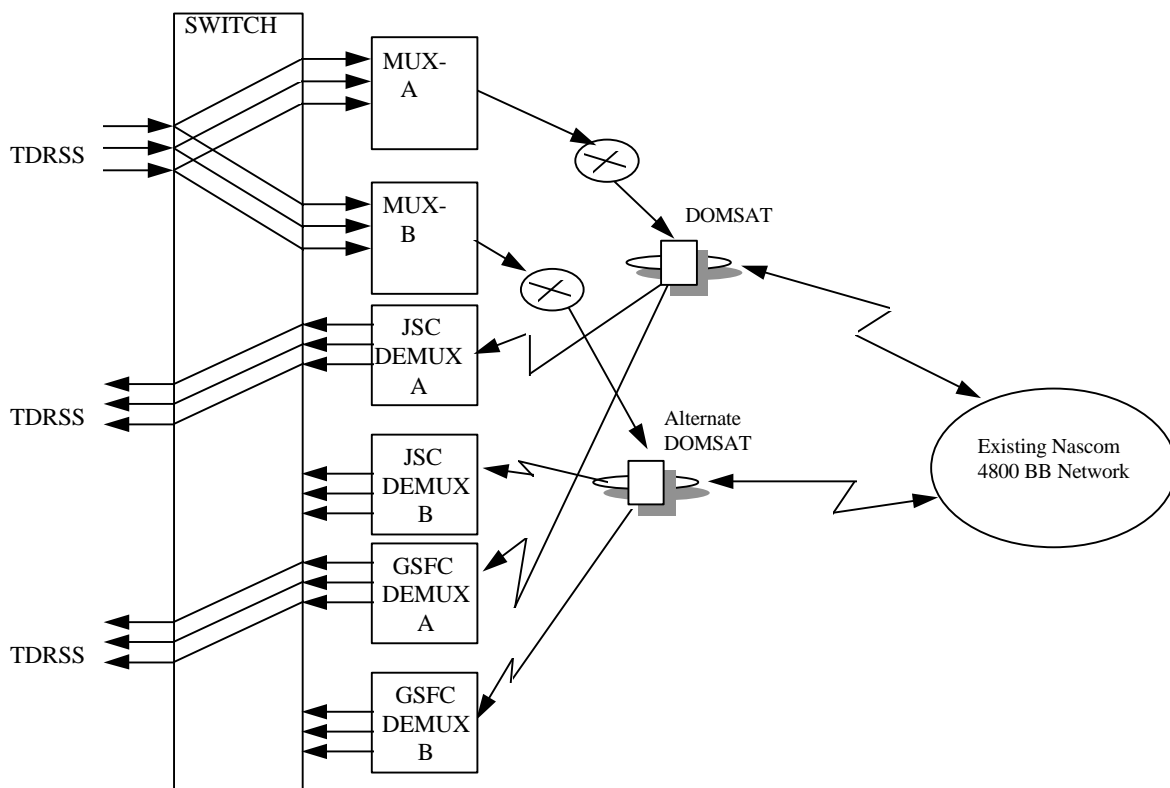 SWITCH
MUX-
A
TDRSS
MUX-
B
DOMSAT
JSC
DEMUX
A
TDRSS
Alternate
DOMSAT
Existing Nascom
4800 BB Network
JSC
DEMUX
B
GSFC
DEMUX
A
TDRSS
GSFC
DEMUX
B